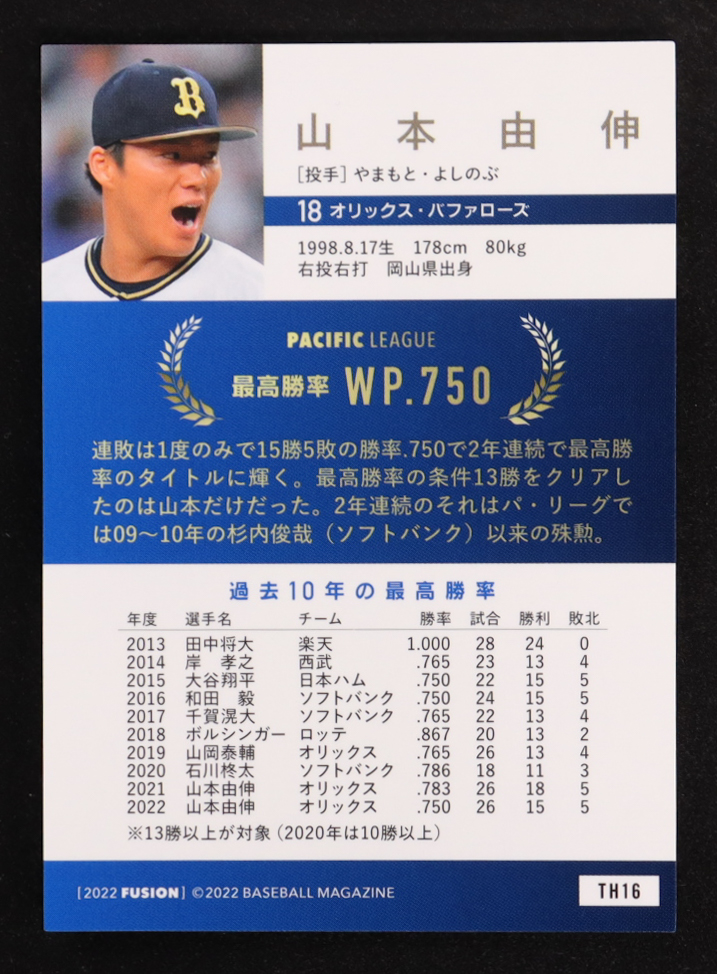 B
山本由伸
[投手] やまもと・よしのぶ
18 オリックス・バファローズ
1998.8.17生 178cm 80kg
右投右打 岡山県出身
PACIFIC LEAGUE
最高勝率 WP.750
連敗は1度のみで15勝5敗の勝率.750で2年連続で最高勝
率のタイトルに輝く。最高勝率の条件13勝をクリアし
たのは山本だけだった。2年連続のそれはパ・リーグで
は09〜10年の杉内俊哉（ソフトバンク）以来の殊勲。
過去10年の最高勝率
年度 選手名 チーム 勝率 試合 勝利 敗北
2013 田中将大 楽天 1.000 28 24 0
2014 岸 孝之 西武 .765 23 13 4
2015 大谷翔平 日本ハム .750 22 15 5
2016 和田 毅 ソフトバンク .750 24 15 5
2017 千賀滉大 ソフトバンク .765 22 13 4
2018 ボルシンガー ロッテ .867 20 13 2
2019 山岡泰輔 オリックス .765 26 13 4
2020 石川柊太 ソフトバンク .786 18 11 3
2021 山本由伸 オリックス .783 26 18 5
2022 山本由伸 オリックス .750 26 15 5
※13勝以上が対象（2020年は10勝以上）
[2022 FUSION] ©2022 BASEBALL MAGAZINE
TH16